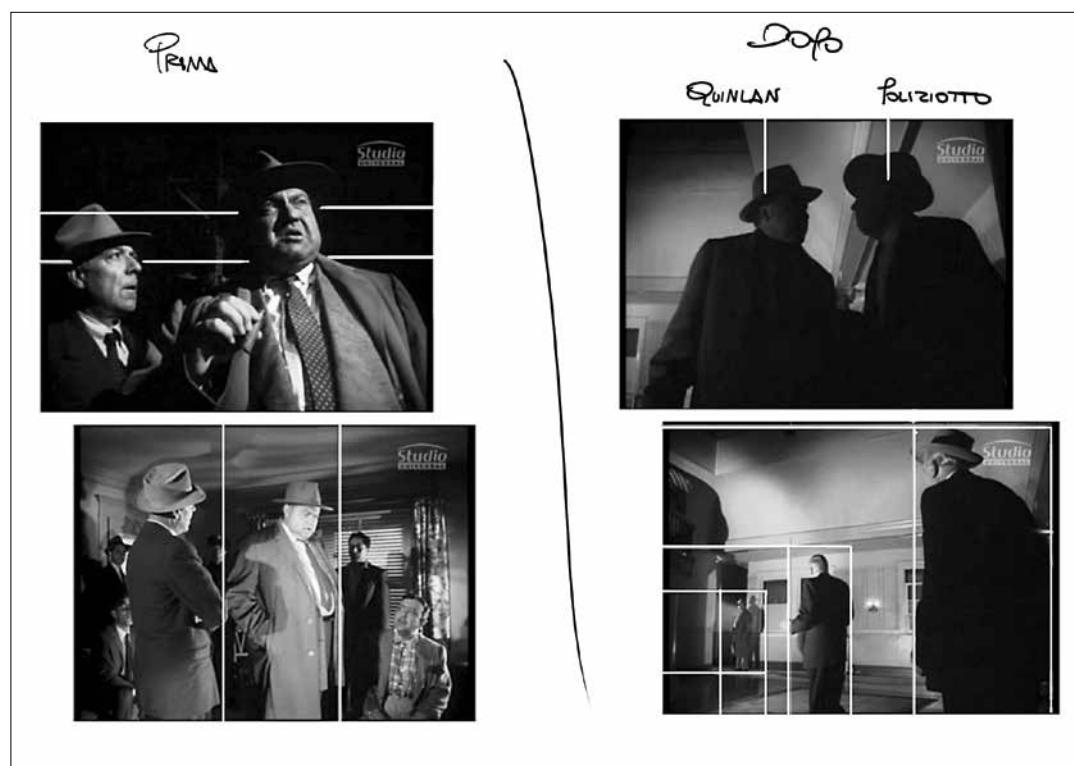 PRIMA
Studio
UNIVERSAL
Studio
UNIVERSAL
DOPO
QUINLAN POLIZIOTTO
Studio
UNIVERSAL
Studio
UNIVERSAL